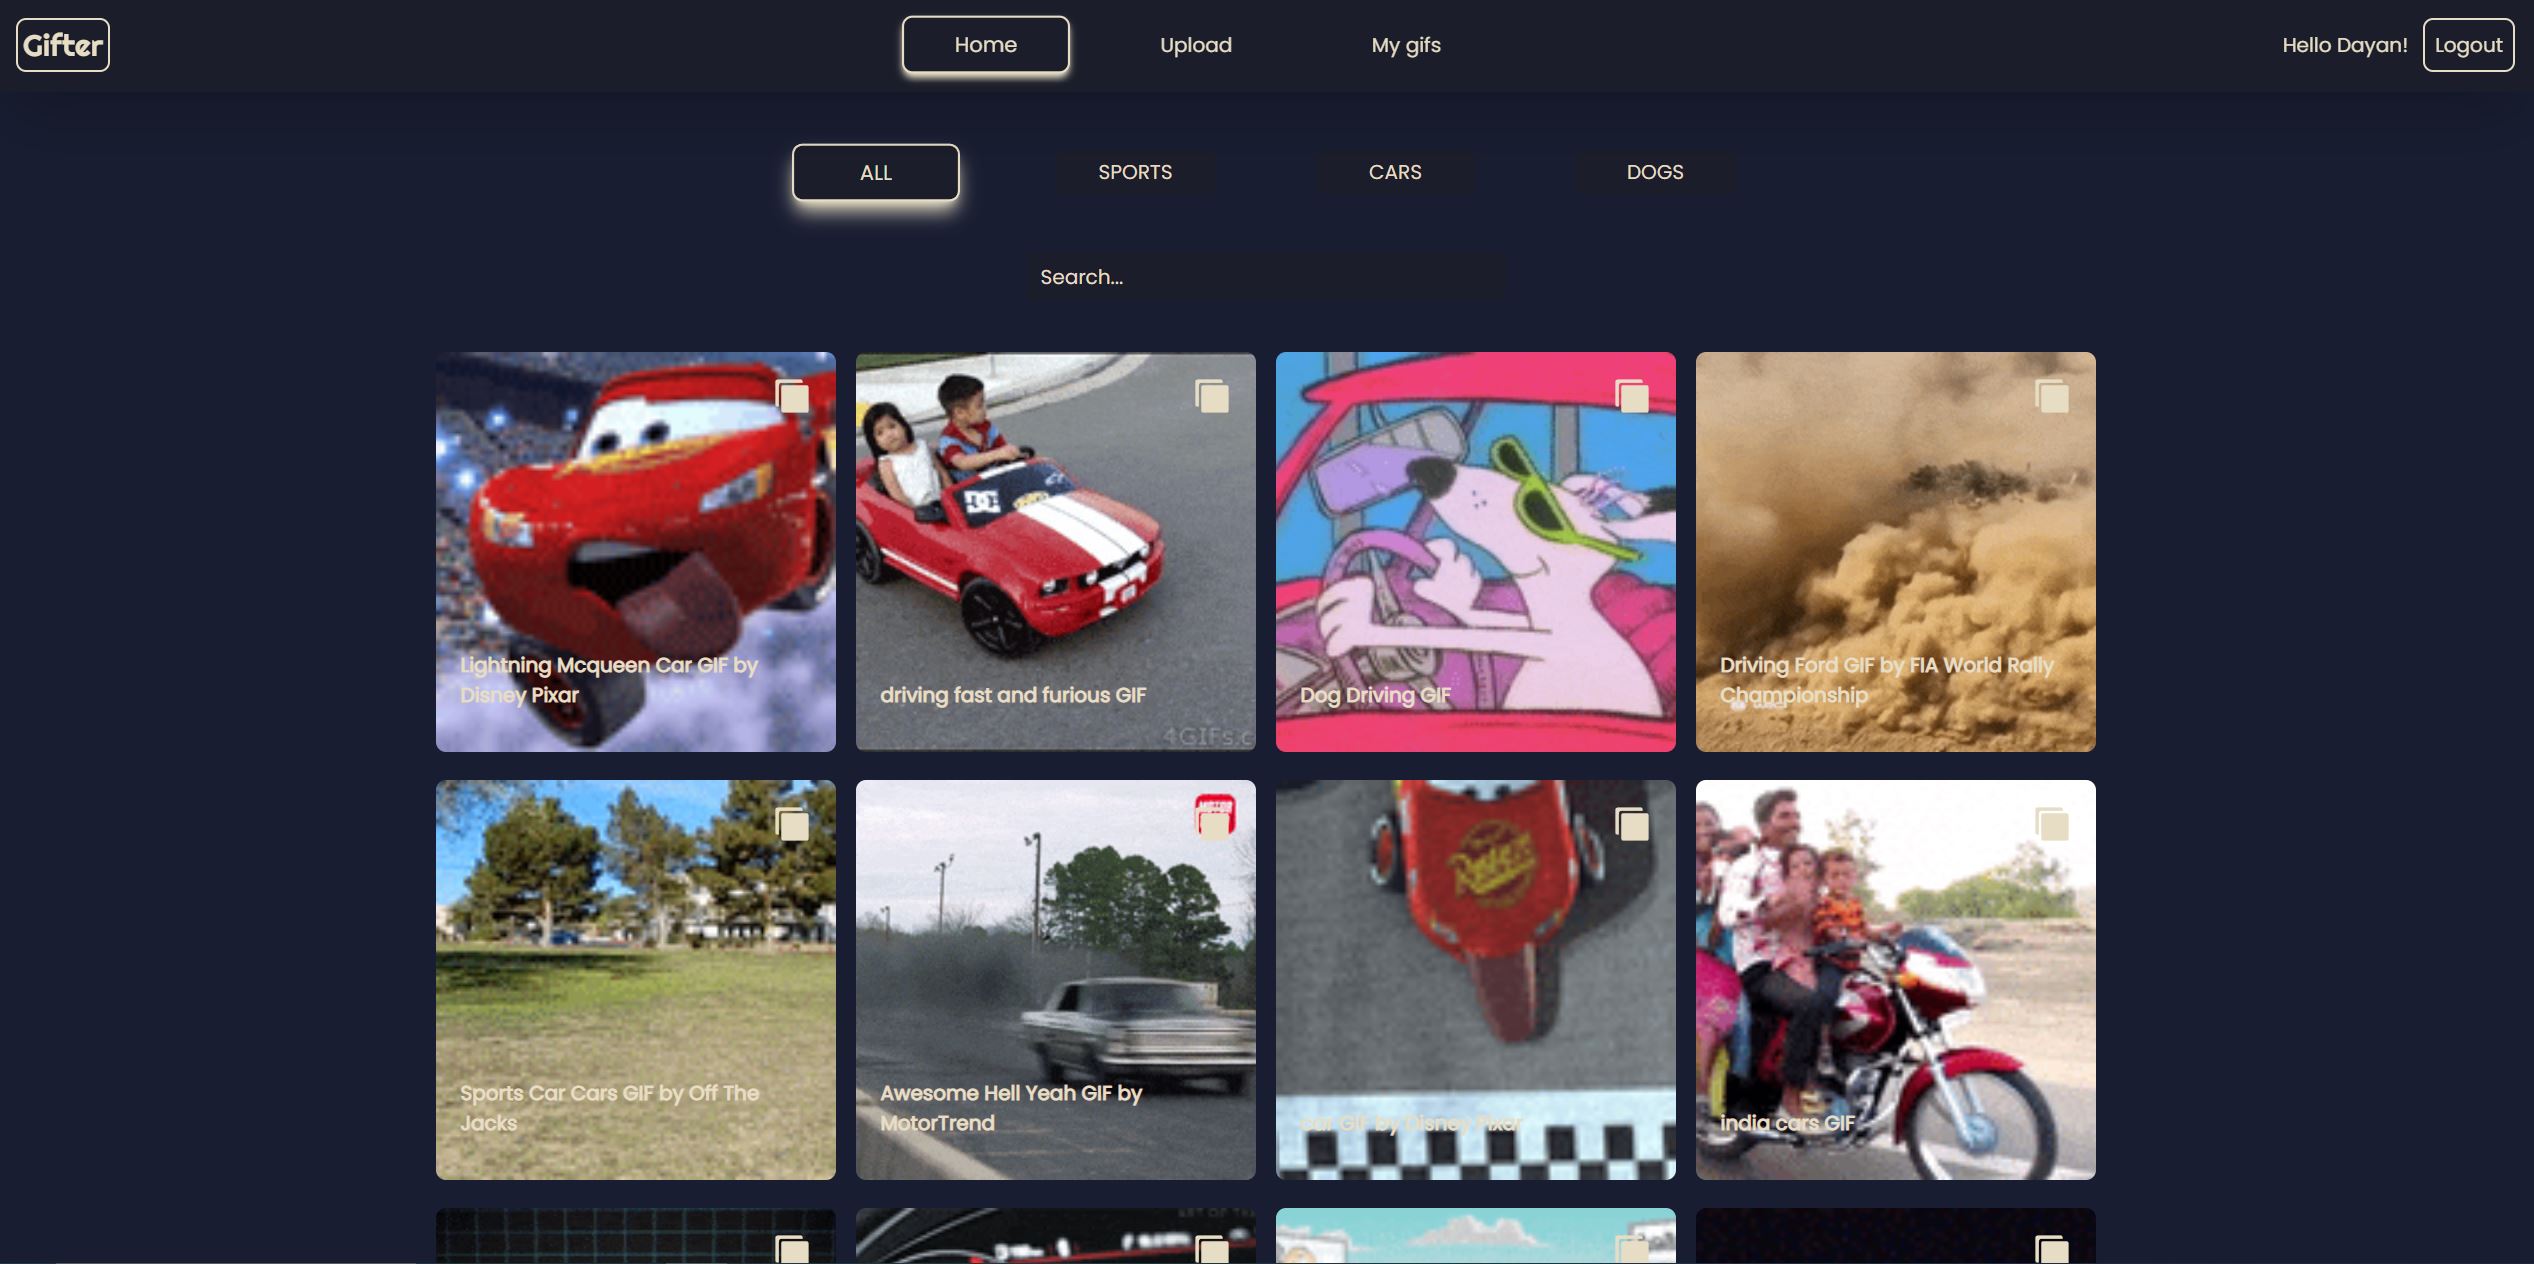 Gifter
Home
Upload
My gifs
Hello Dayan!
Logout
ALL
SPORTS
CARS
DOGS
Search...
Lightning Mcqueen Car GIF by
Disney Pixar
DC
driving fast and furious GIF
4GIFs.c
Dog Driving GIF
Driving Ford GIF by FIA World Rally
Championship
Sports Car Cars GIF by Off The
Jacks
MOTOR
Awesome Hell Yeah GIF by
MotorTrend
car GIF by Disney Pixar
india cars GIF